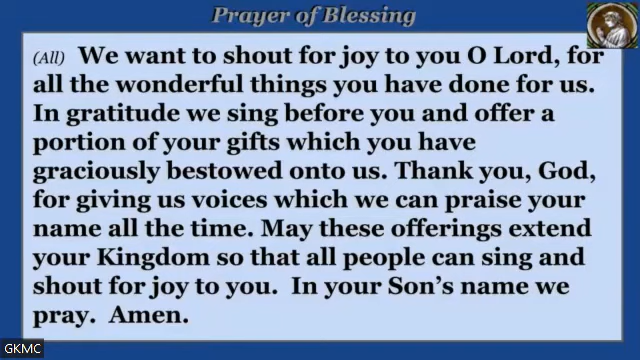 Prayer of Blessing
(All) We want to shout for joy to you O Lord, for
all the wonderful things you have done for us.
In gratitude we sing before you and offer a
portion of your gifts which you have
graciously bestowed onto us. Thank you, God,
for giving us voices which we can praise your
name all the time. May these offerings extend
your Kingdom so that all people can sing and
shout for joy to you.  In your Son’s name we
pray.  Amen.
GKMC